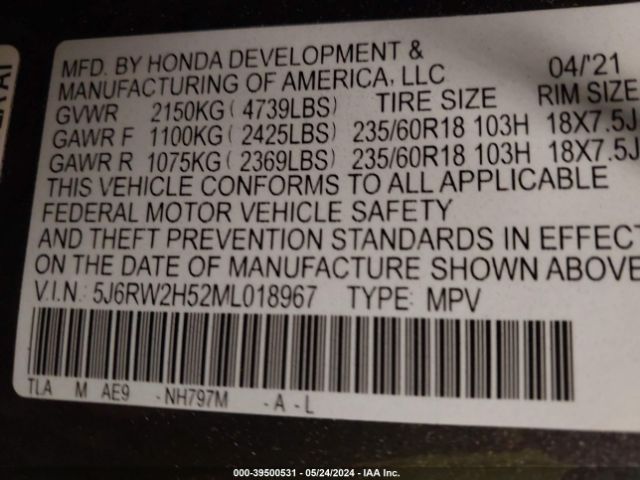 MFD. BY HONDA DEVELOPMENT &
MANUFACTURING OF AMERICA, LLC 04/'21
GVWR 2150KG ( 4739LBS) TIRE SIZE RIM SIZE
GAWR F 1100KG ( 2425LBS) 235/60R18 103H 18X7.5J
GAWR R 1075KG ( 2369LBS) 235/60R18 103H 18X7.5J
THIS VEHICLE CONFORMS TO ALL APPLICABLE
FEDERAL MOTOR VEHICLE SAFETY
AND THEFT PREVENTION STANDARDS IN EFFECT
ON THE DATE OF MANUFACTURE SHOWN ABOVE
V.I.N.: 5J6RW2H52ML018967 TYPE: MPV
TLA M AE9 -NH797M -A-L
000-39500531 - 05/24/2024 - IAA Inc.